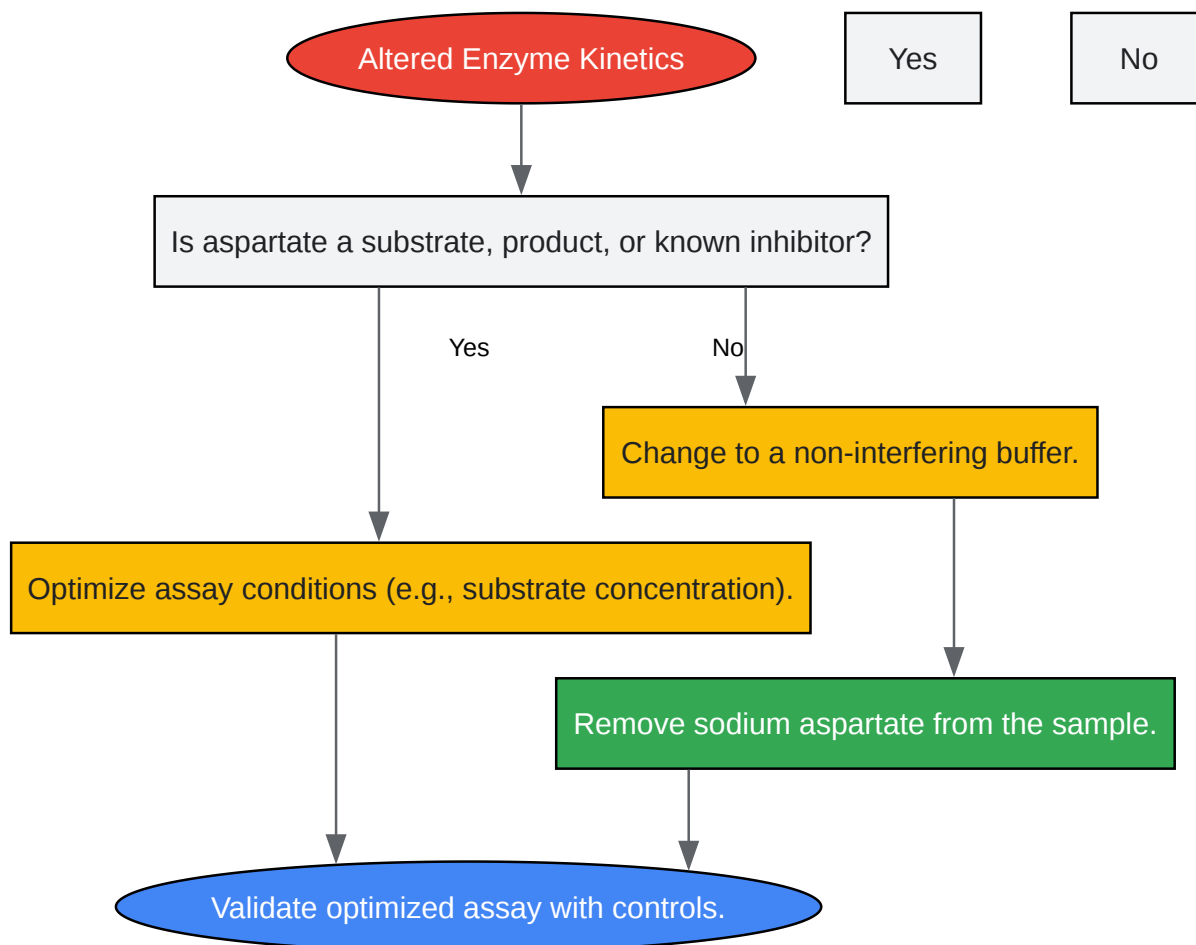 Altered Enzyme Kinetics
Yes
No
Is aspartate a substrate, product, or known inhibitor?
Yes
No
Change to a non-interfering buffer.
Optimize assay conditions (e.g., substrate concentration).
Remove sodium aspartate from the sample.
Validate optimized assay with controls.